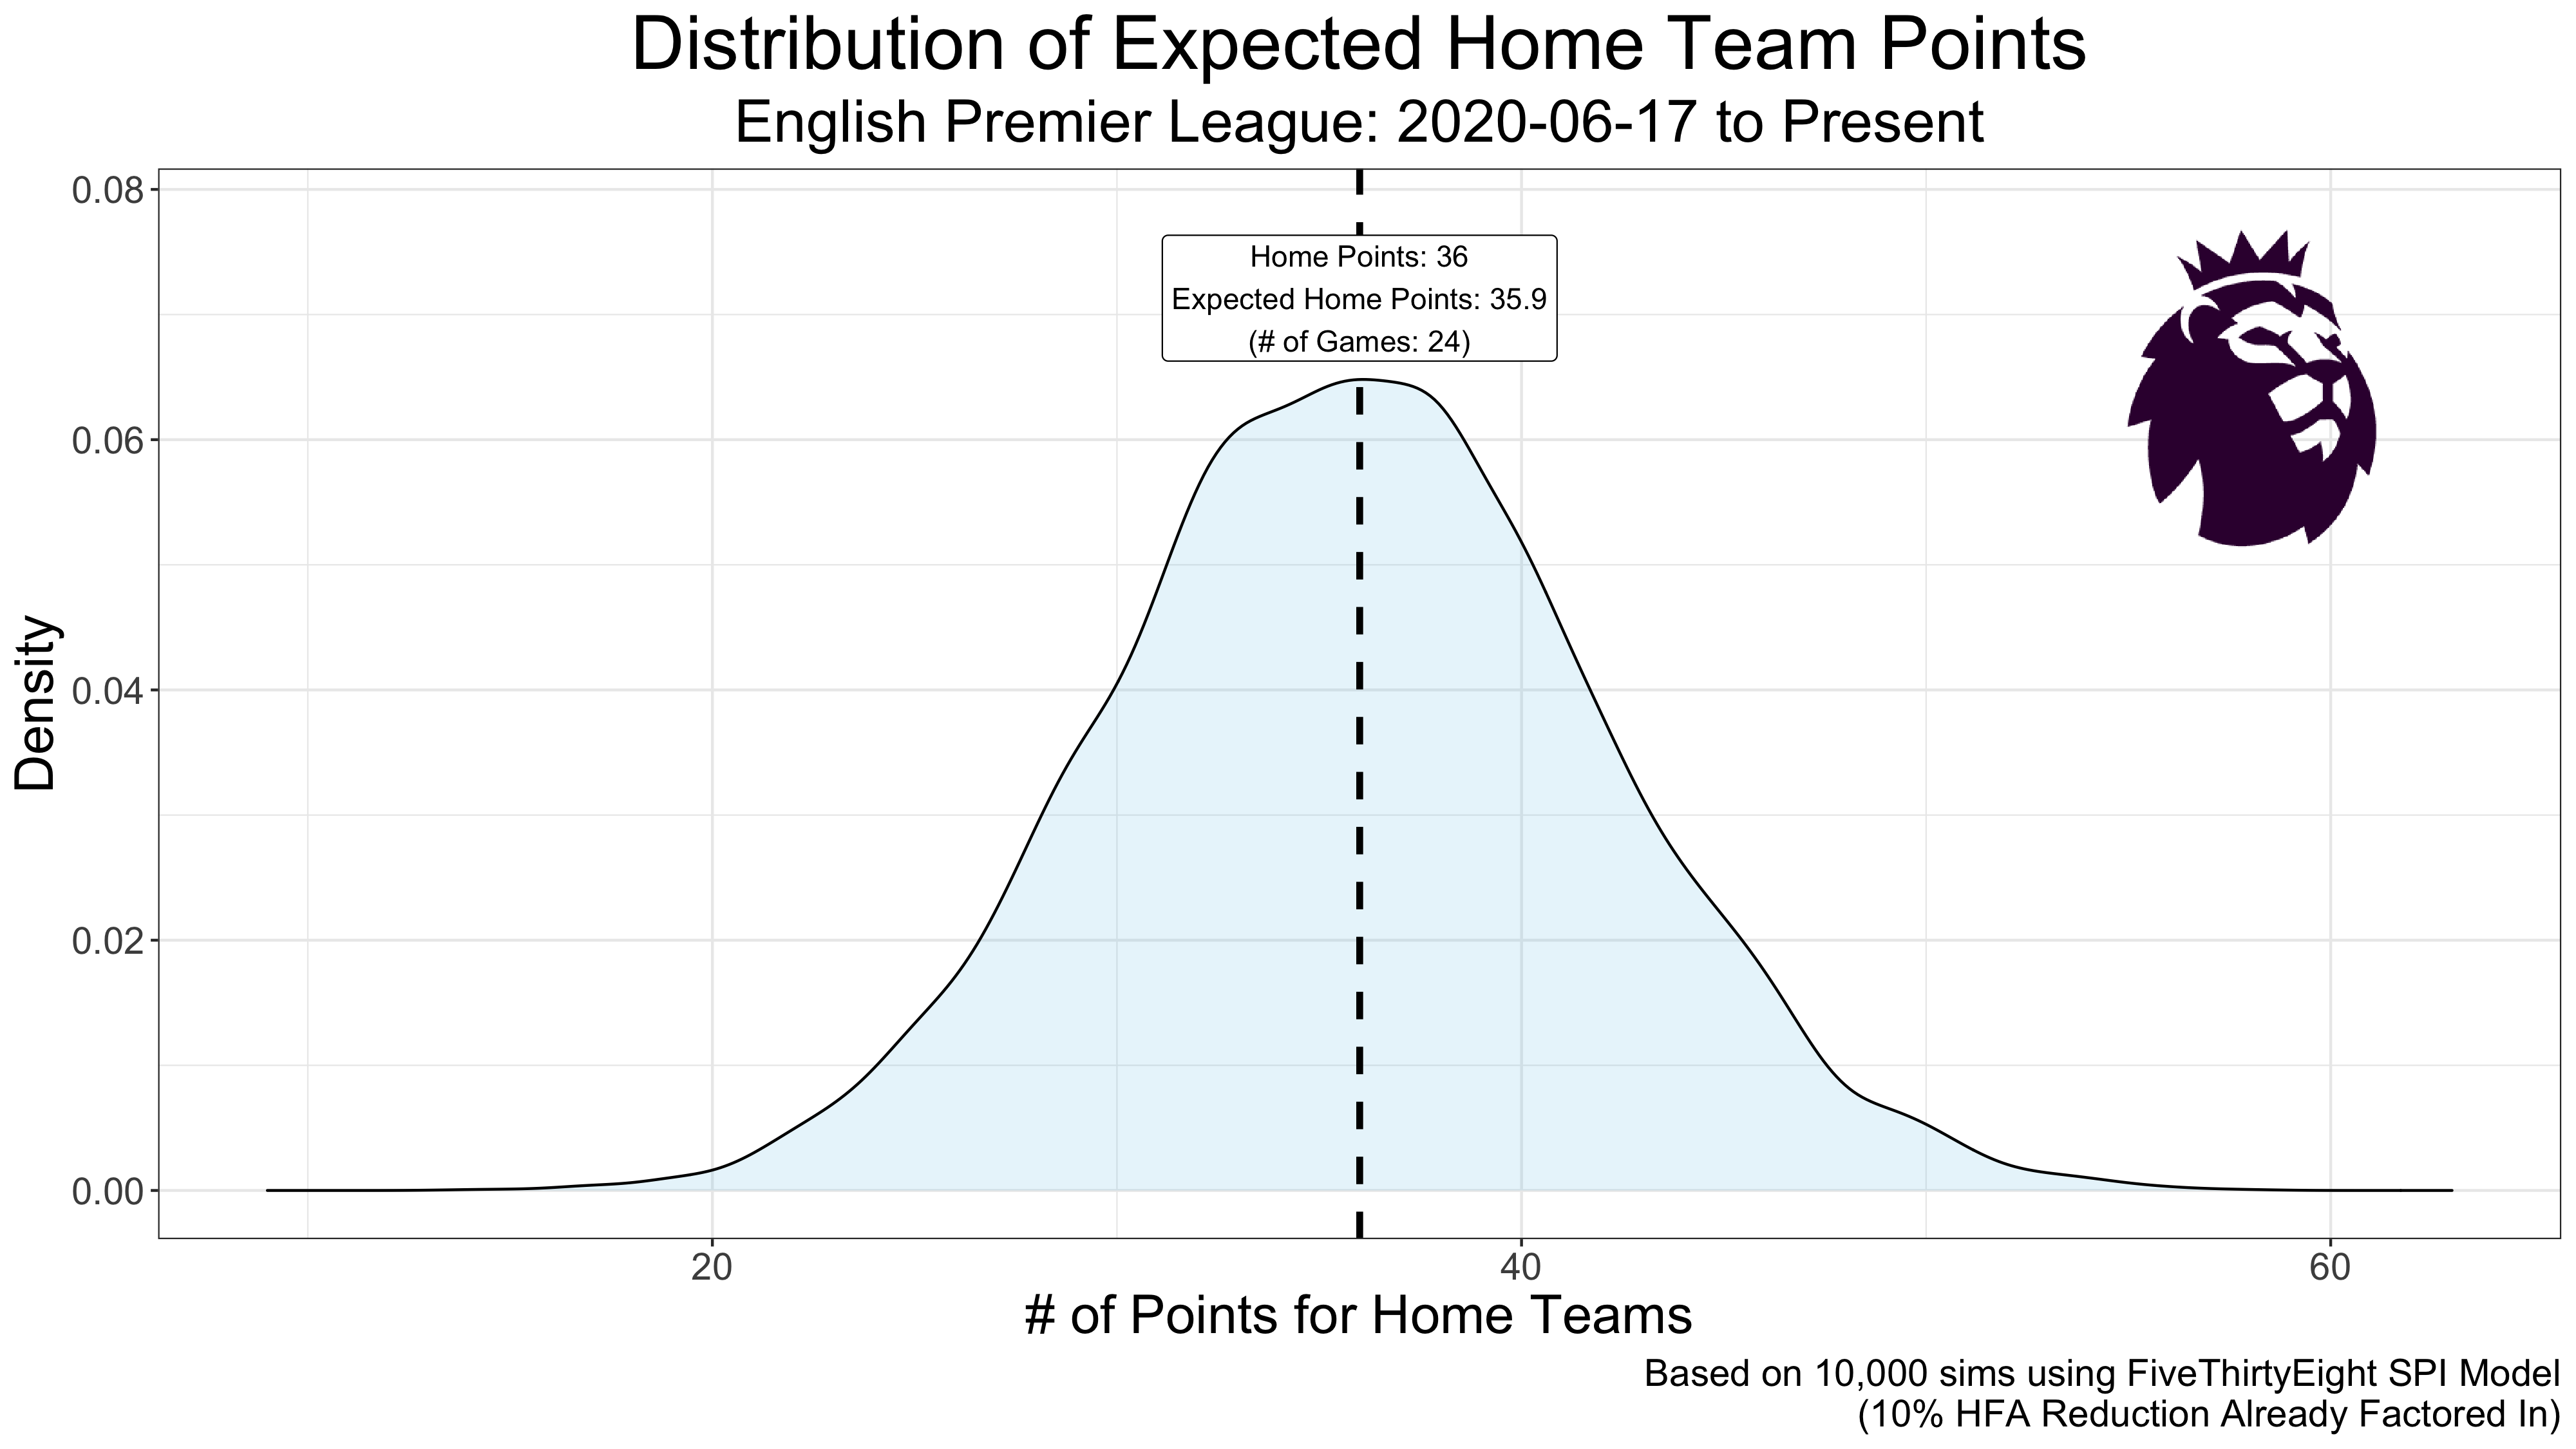 Distribution of Expected Home Team Points
English Premier League: 2020-06-17 to Present
0.08
Home Points: 36
Expected Home Points: 35.9
(# of Games: 24)
0.06
0.04
0.02
0.00
Density
20 40 60
# of Points for Home Teams
Based on 10,000 sims using FiveThirtyEight SPI Model
(10% HFA Reduction Already Factored In)